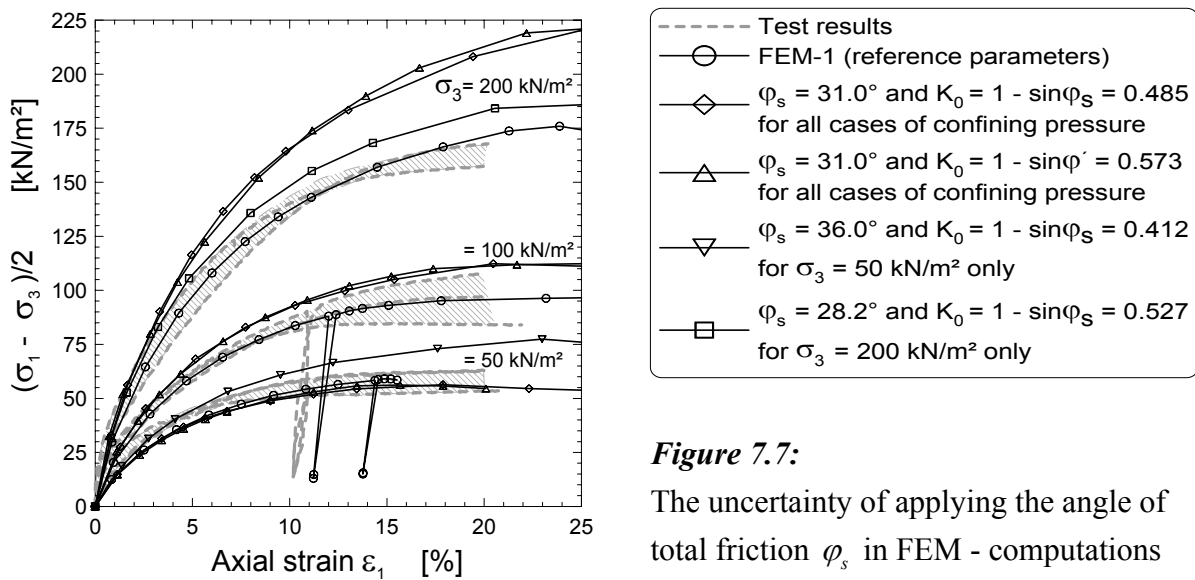 225
200
175
150
125
100
75
50
25
0
(σ₁ - σ₃)/2 [kN/m²]
σ₃= 200 kN/m²
= 100 kN/m²
= 50 kN/m²
0 5 10 15 20 25
Axial strain ε₁ [%]
Test results
FEM-1 (reference parameters)
φₛ = 31.0° and K₀ = 1 - sinφS = 0.485
for all cases of confining pressure
φₛ = 31.0° and K₀ = 1 - sinφ´ = 0.573
for all cases of confining pressure
φₛ = 36.0° and K₀ = 1 - sinφS = 0.412
for σ₃ = 50 kN/m² only
φₛ = 28.2° and K₀ = 1 - sinφS = 0.527
for σ₃ = 200 kN/m² only
Figure 7.7:
The uncertainty of applying the angle of
total friction φₛ in FEM - computations